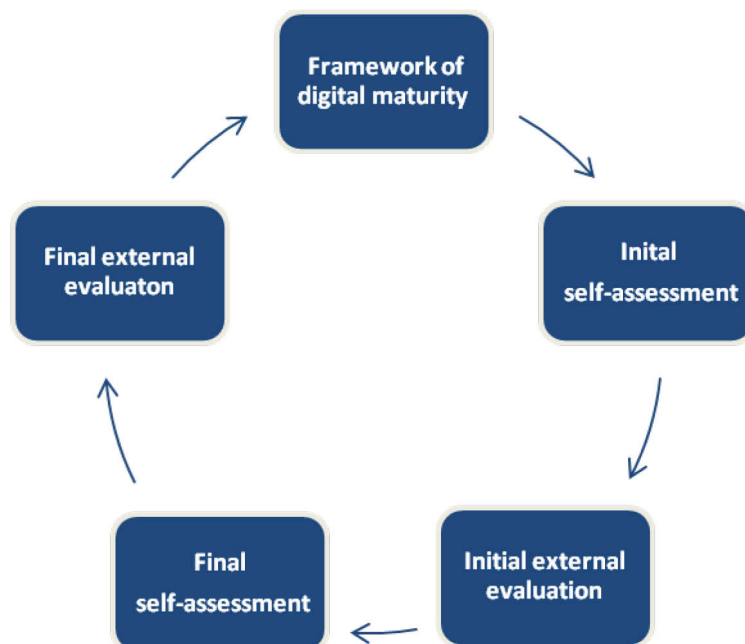 Framework of
digital maturity
Inital
self-assessment
Initial external
evaluation
Final
self-assessment
Final external
evaluaton